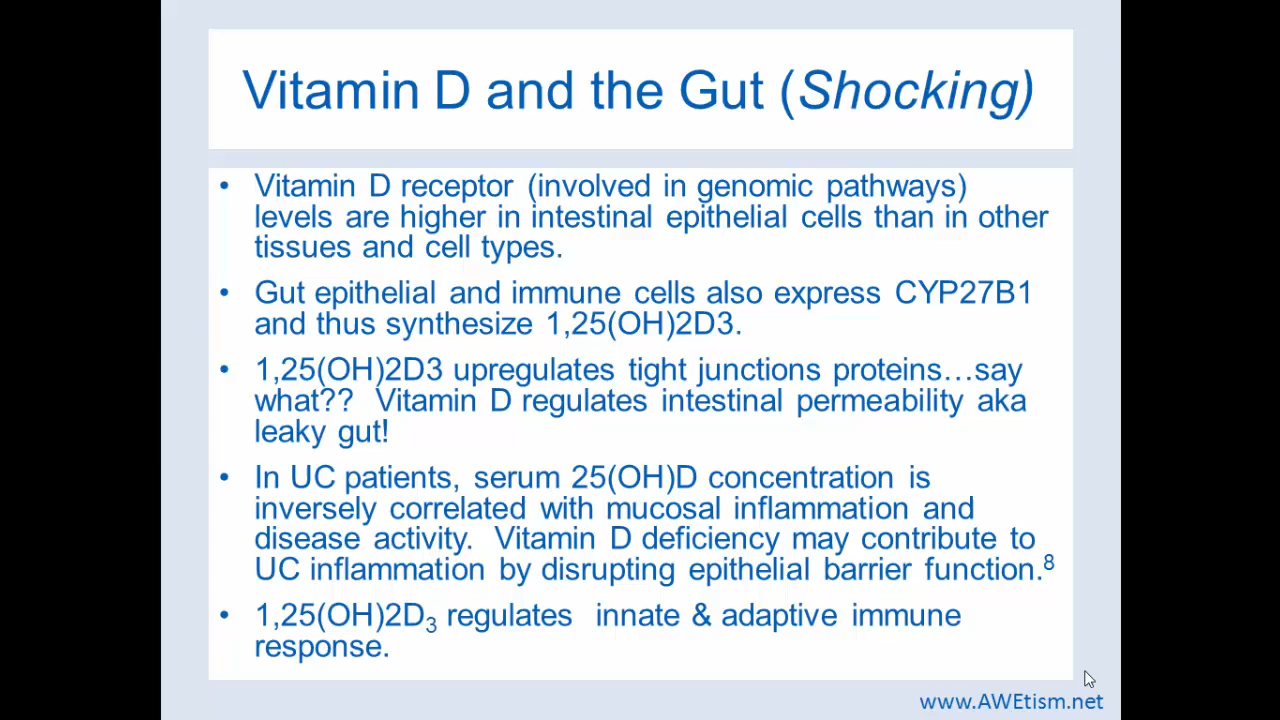 Vitamin D and the Gut (Shocking)
• Vitamin D receptor (involved in genomic pathways)
levels are higher in intestinal epithelial cells than in other
tissues and cell types.
• Gut epithelial and immune cells also express CYP27B1
and thus synthesize 1,25(OH)2D3.
• 1,25(OH)2D3 upregulates tight junctions proteins…say
what?? Vitamin D regulates intestinal permeability aka
leaky gut!
• In UC patients, serum 25(OH)D concentration is
inversely correlated with mucosal inflammation and
disease activity. Vitamin D deficiency may contribute to
UC inflammation by disrupting epithelial barrier function.⁸
• 1,25(OH)2D₃ regulates innate & adaptive immune
response.
www.AWEtism.net